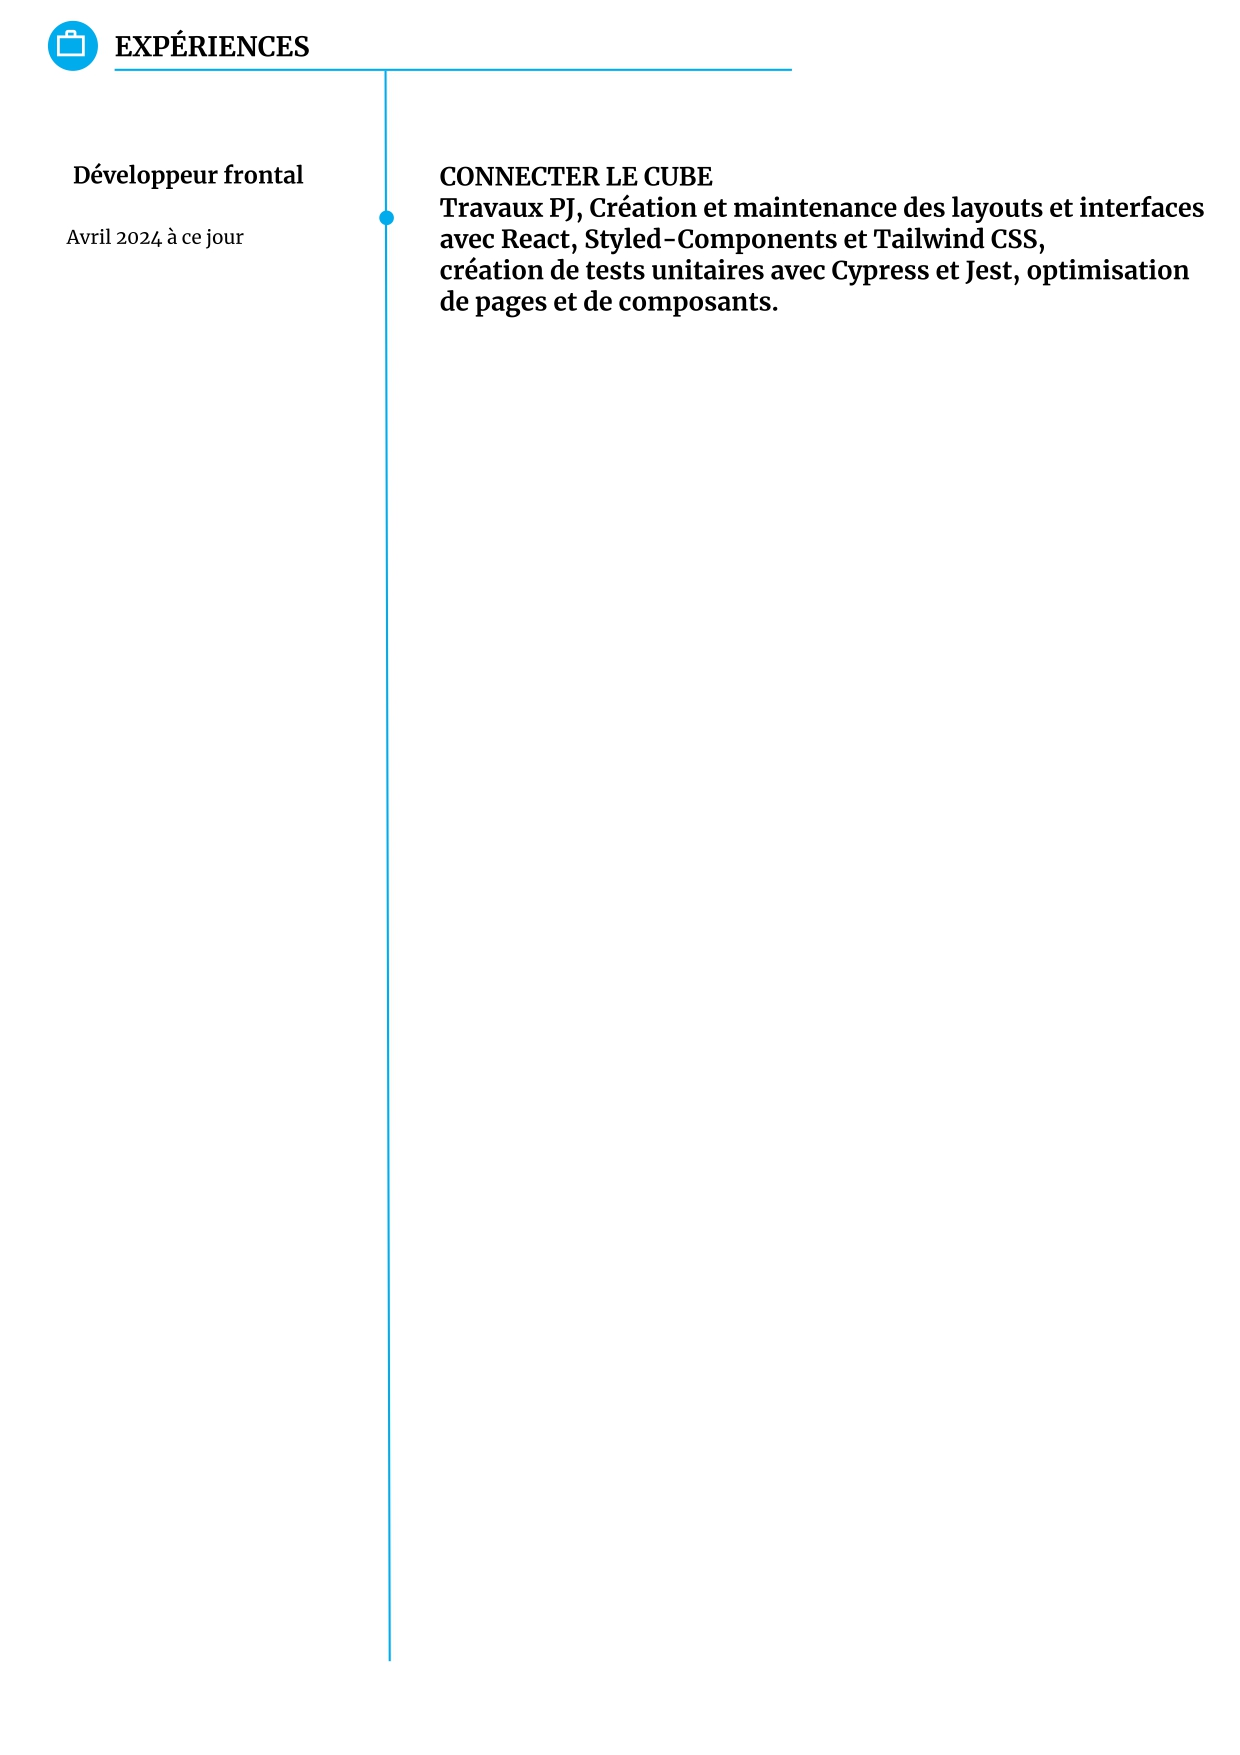 EXPÉRIENCES
Développeur frontal
Avril 2024 à ce jour
CONNECTER LE CUBE
Travaux PJ, Création et maintenance des layouts et interfaces
avec React, Styled-Components et Tailwind CSS,
création de tests unitaires avec Cypress et Jest, optimisation
de pages et de composants.